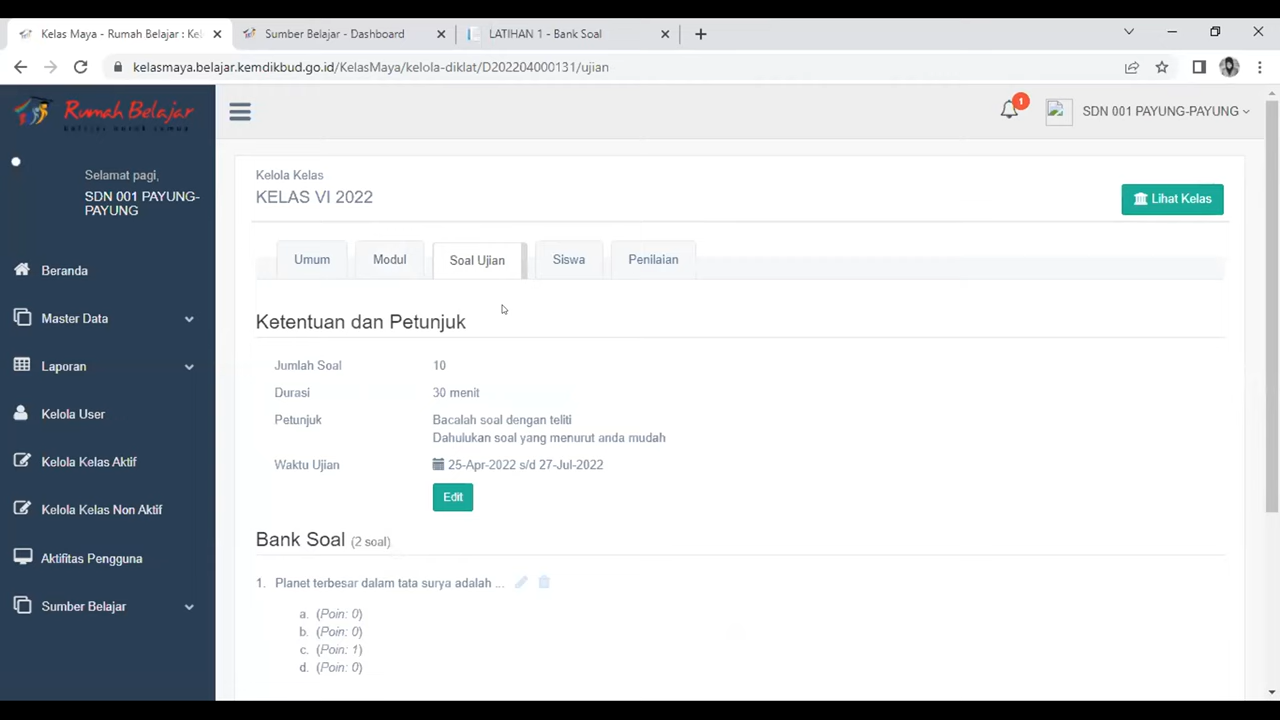 Kelas Maya - Rumah Belajar : Kel
Sumber Belajar - Dashboard
LATIHAN 1 - Bank Soal
kelasmaya.belajar.kemdikbud.go.id/KelasMaya/kelola-diklat/D202204000131/ujian
Rumah Belajar
belajar untuk semua
1
SDN 001 PAYUNG-PAYUNG
Selamat pagi,
SDN 001 PAYUNG-
PAYUNG
Beranda
Master Data
Laporan
Kelola User
Kelola Kelas Aktif
Kelola Kelas Non Aktif
Aktifitas Pengguna
Sumber Belajar
Kelola Kelas
KELAS VI 2022
Lihat Kelas
Umum
Modul
Soal Ujian
Siswa
Penilaian
Ketentuan dan Petunjuk
Jumlah Soal 10
Durasi 30 menit
Petunjuk Bacalah soal dengan teliti
Dahulukan soal yang menurut anda mudah
Waktu Ujian 25-Apr-2022 s/d 27-Jul-2022
Edit
Bank Soal (2 soal)
1. Planet terbesar dalam tata surya adalah ...
a. (Poin: 0)
b. (Poin: 0)
c. (Poin: 1)
d. (Poin: 0)